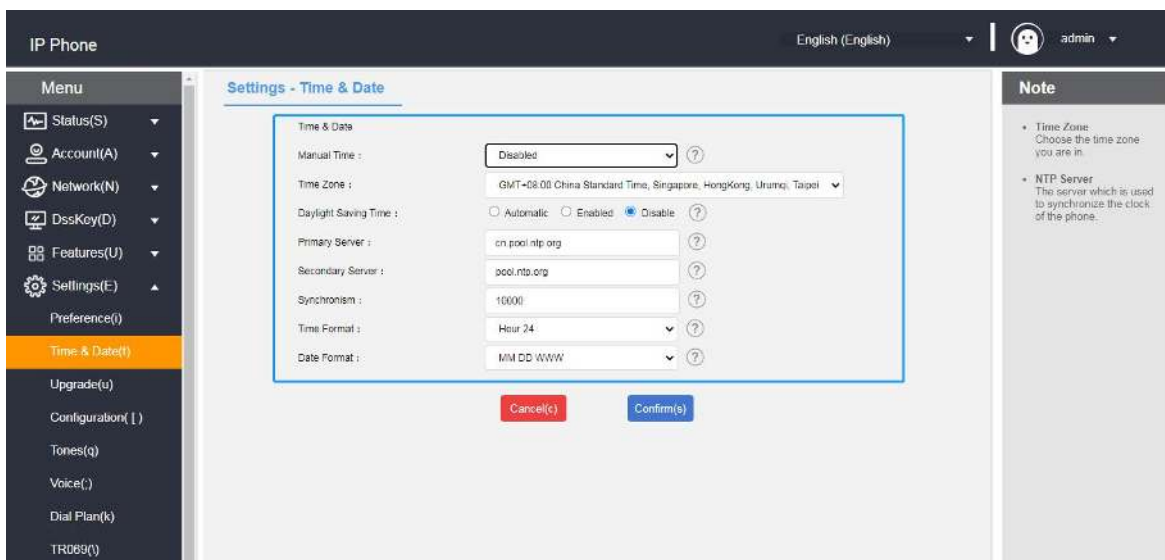 IP Phone
English (English)
admin
Menu
Status(S)
Account(A)
Network(N)
DssKey(D)
Features(U)
Settings(E)
Preference(i)
Time & Date(t)
Upgrade(u)
Configuration( [ )
Tones(q)
Voice(;)
Dial Plan(k)
TR069(\)
Settings - Time & Date
Time & Date
Manual Time :
Disabled
?
Time Zone :
GMT+08:00 China Standard Time, Singapore, HongKong, Urumqi, Taipei
Daylight Saving Time :
Automatic Enabled Disable
?
Primary Server :
cn.pool.ntp.org
?
Secondary Server :
pool.ntp.org
?
Synchronism :
10000
?
Time Format :
Hour 24
?
Date Format :
MM DD WWW
?
Cancel(c)
Confirm(s)
Note
Time Zone
Choose the time zone
you are in.
NTP Server
The server which is used
to synchronize the clock
of the phone.